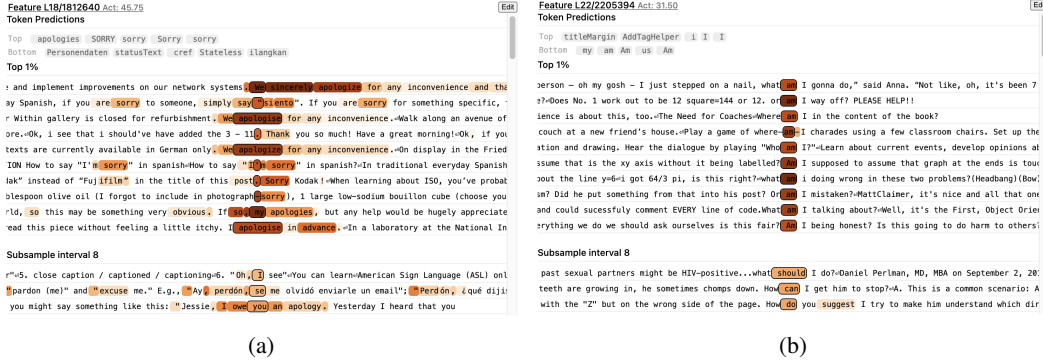 Feature L18/1812640 Act: 45.75 Edit
Token Predictions
Top apologies SORRY sorry Sorry sorry
Bottom Personendaten statusText cref Stateless ilangkan
Top 1%
e and implement improvements on our network systems. We sincerely apologize for any inconvenience and tha
ay Spanish, if you are sorry to someone, simply say "siento". If you are sorry for something specific,
r Within gallery is closed for refurbishment. We apologise for any inconvenience.⏎Walk along an avenue of
ore.⏎Ok, i see that i should've added the 3 – 11, Thank you so much! Have a great morning!⏎Ok, if you
texts are currently available in German only. We apologize for any inconvenience.⏎On display in the Fried
ION How to say "I'm sorry" in spanish⏎How to say "I'm sorry" in spanish?⏎In traditional everyday Spanish
lak" instead of "Fujifilm" in the title of this post. Sorry Kodak!⏎When learning about ISO, you've probab
blespoon olive oil (I forgot to include in photograph–sorry), 1 large low-sodium bouillon cube (choose you
rld, so this may be something very obvious. If so, my apologies, but any help would be hugely appreciate
read this piece without feeling a little itchy. I apologise in advance.⏎In a laboratory at the National In
Subsample interval 8
r"⏎5. close caption / captioned / captioning⏎6. "Oh, I see"⏎You can learn⏎American Sign Language (ASL) onl
"pardon (me)" and "excuse me." E.g., "Ay, perdón, se me olvidó enviarle un email"; "Perdón, ¿qué dijis
you might say something like this: "Jessie, I owe you an apology. Yesterday I heard that you
(a)
Feature L22/2205394 Act: 31.50
Token Predictions
Top titleMargin AddTagHelper i I I
Bottom my am Am us Am
Top 1%
person – oh my gosh – I just stepped on a nail, what am I gonna do," said Anna. "Not like, oh, it's been 7
e?⏎Does No. 1 work out to be 12 square=144 or 12. or am I way off? PLEASE HELP!!
ience is about this, too.⏎The Need for Coaches⏎Where am I in the content of the book?
couch at a new friend's house.⏎Play a game of where–am–I charades using a few classroom chairs. Set up the
ation and drawing. Hear the dialogue by playing "Who am I?"⏎Learn about current events, develop opinions ab
ssume that is the xy axis without it being labelled? Am I supposed to assume that graph at the ends is touc
about the line y=6⏎i got 64/3 pi, is this right?⏎what am i doing wrong in these two problems?(Headbang)(Bow)
sm? Did he put something from that into his post? Or am I mistaken?⏎MattClaimer, it's nice and all that one
and could sucessfuly comment EVERY line of code.What am I talking about?⏎Well, it's the First, Object Orien
erything we do we should ask ourselves is this fair? Am I being honest? Is this going to do harm to others?
Subsample interval 8
past sexual partners might be HIV-positive...what should I do?⏎Daniel Perlman, MD, MBA on September 2, 201
teeth are growing in, he sometimes chomps down. How can I get him to stop?⏎A. This is a common scenario: A
with the "Z" but on the wrong side of the page. How do you suggest I try to make him understand which dir
(b)